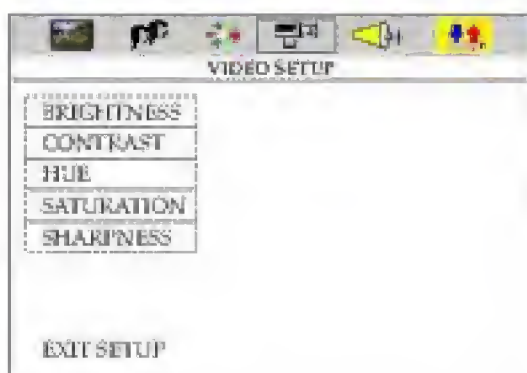 VIDEO SETUP
BRIGHTNESS
CONTRAST
HUE
SATURATION
SHARPNESS
EXIT SETUP